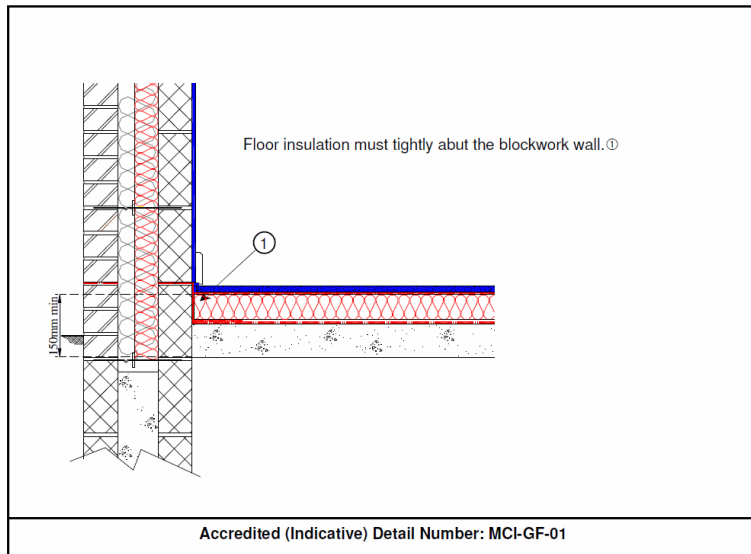 Floor insulation must tightly abut the blockwork wall.①
1
150mm min
Accredited (Indicative) Detail Number: MCI-GF-01